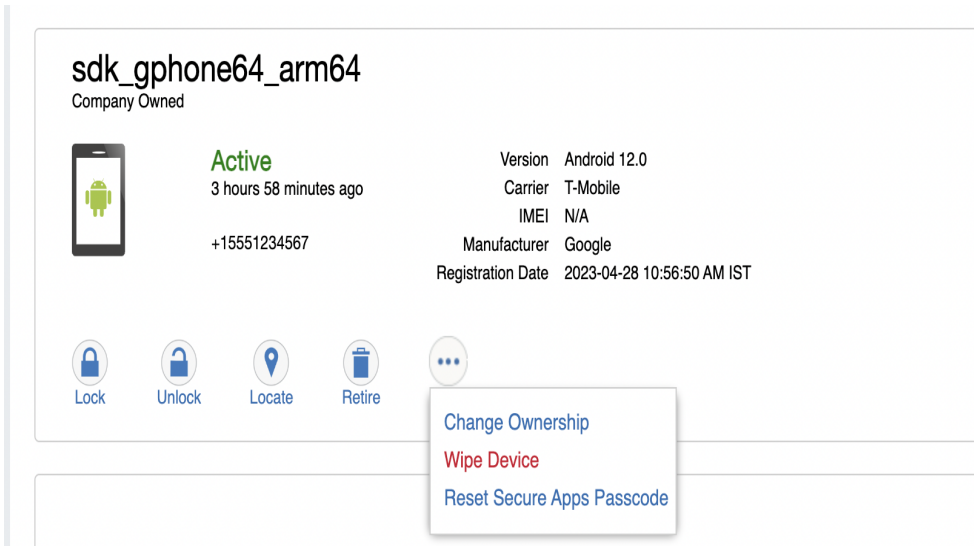 sdk_gphone64_arm64
Company Owned
Active
3 hours 58 minutes ago
+15551234567
Version Android 12.0
Carrier T-Mobile
IMEI N/A
Manufacturer Google
Registration Date 2023-04-28 10:56:50 AM IST
Lock Unlock Locate Retire
Change Ownership
Wipe Device
Reset Secure Apps Passcode